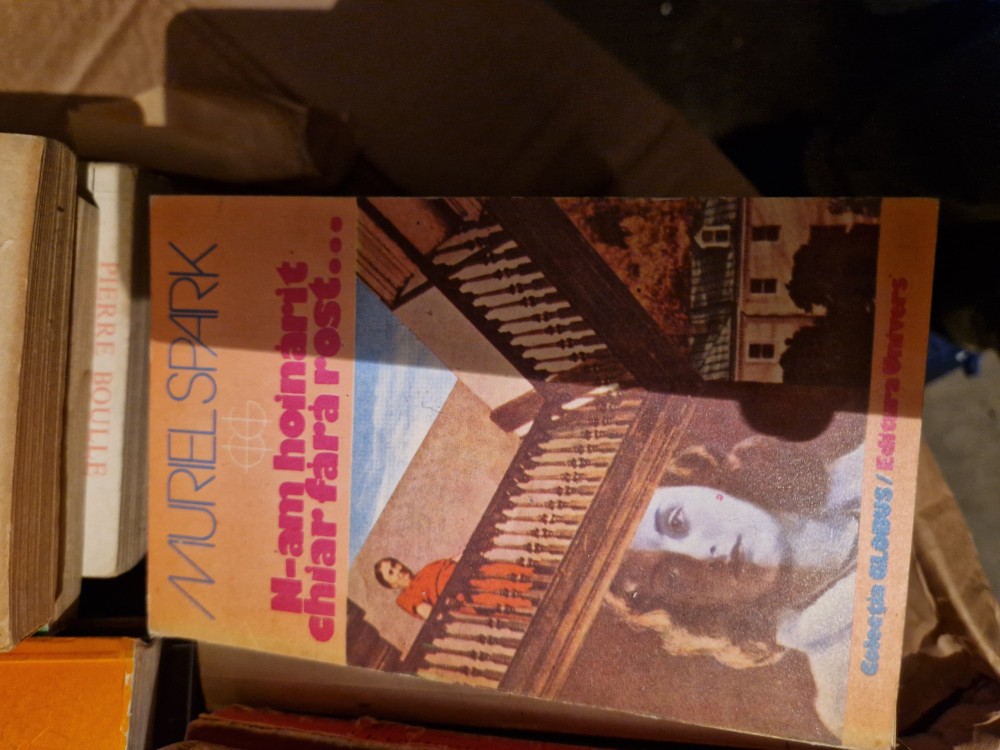 MURIEL SPARK
N-am hoinărit
chiar fără rost...
Colecția GLOBUS / Editura Univers
PIERRE BOULLE